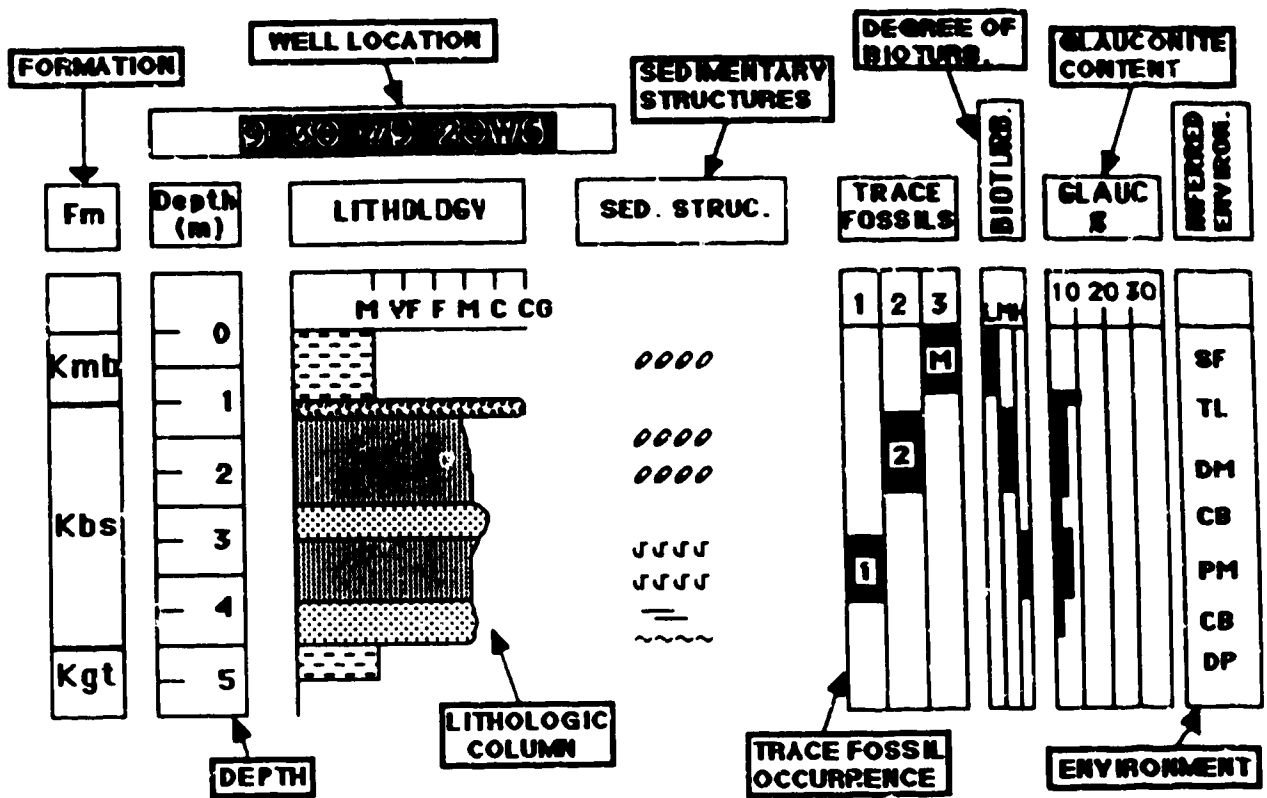 FORMATION
WELL LOCATION
SEDIMENTARY
STRUCTURES
DEGREE OF
BIOTURB.
GLAUCONITE
CONTENT
Fm
Depth
(m)
LITHOLOGY
SED. STRUC.
TRACE
FOSSILS
BIOTURB.
GLAUC
%
INFERRED
ENVIRON.
M VF F M C CG
1 2 3
LMH
10 20 30
0
1
2
3
4
5
Kmb
Kbs
Kgt
M
2
1
SF
TL
DM
CB
PM
CB
DP
LITHOLOGIC
COLUMN
DEPTH
TRACE FOSSIL
OCCURRENCE
ENVIRONMENT